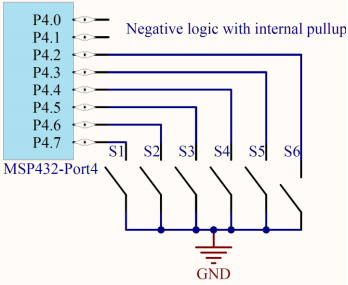 P4.0
Negative logic with internal pullup
P4.1
P4.2
P4.3
P4.4
P4.5
P4.6
P4.7
S1 S2 S3 S4 S5 S6
MSP432-Port4
GND